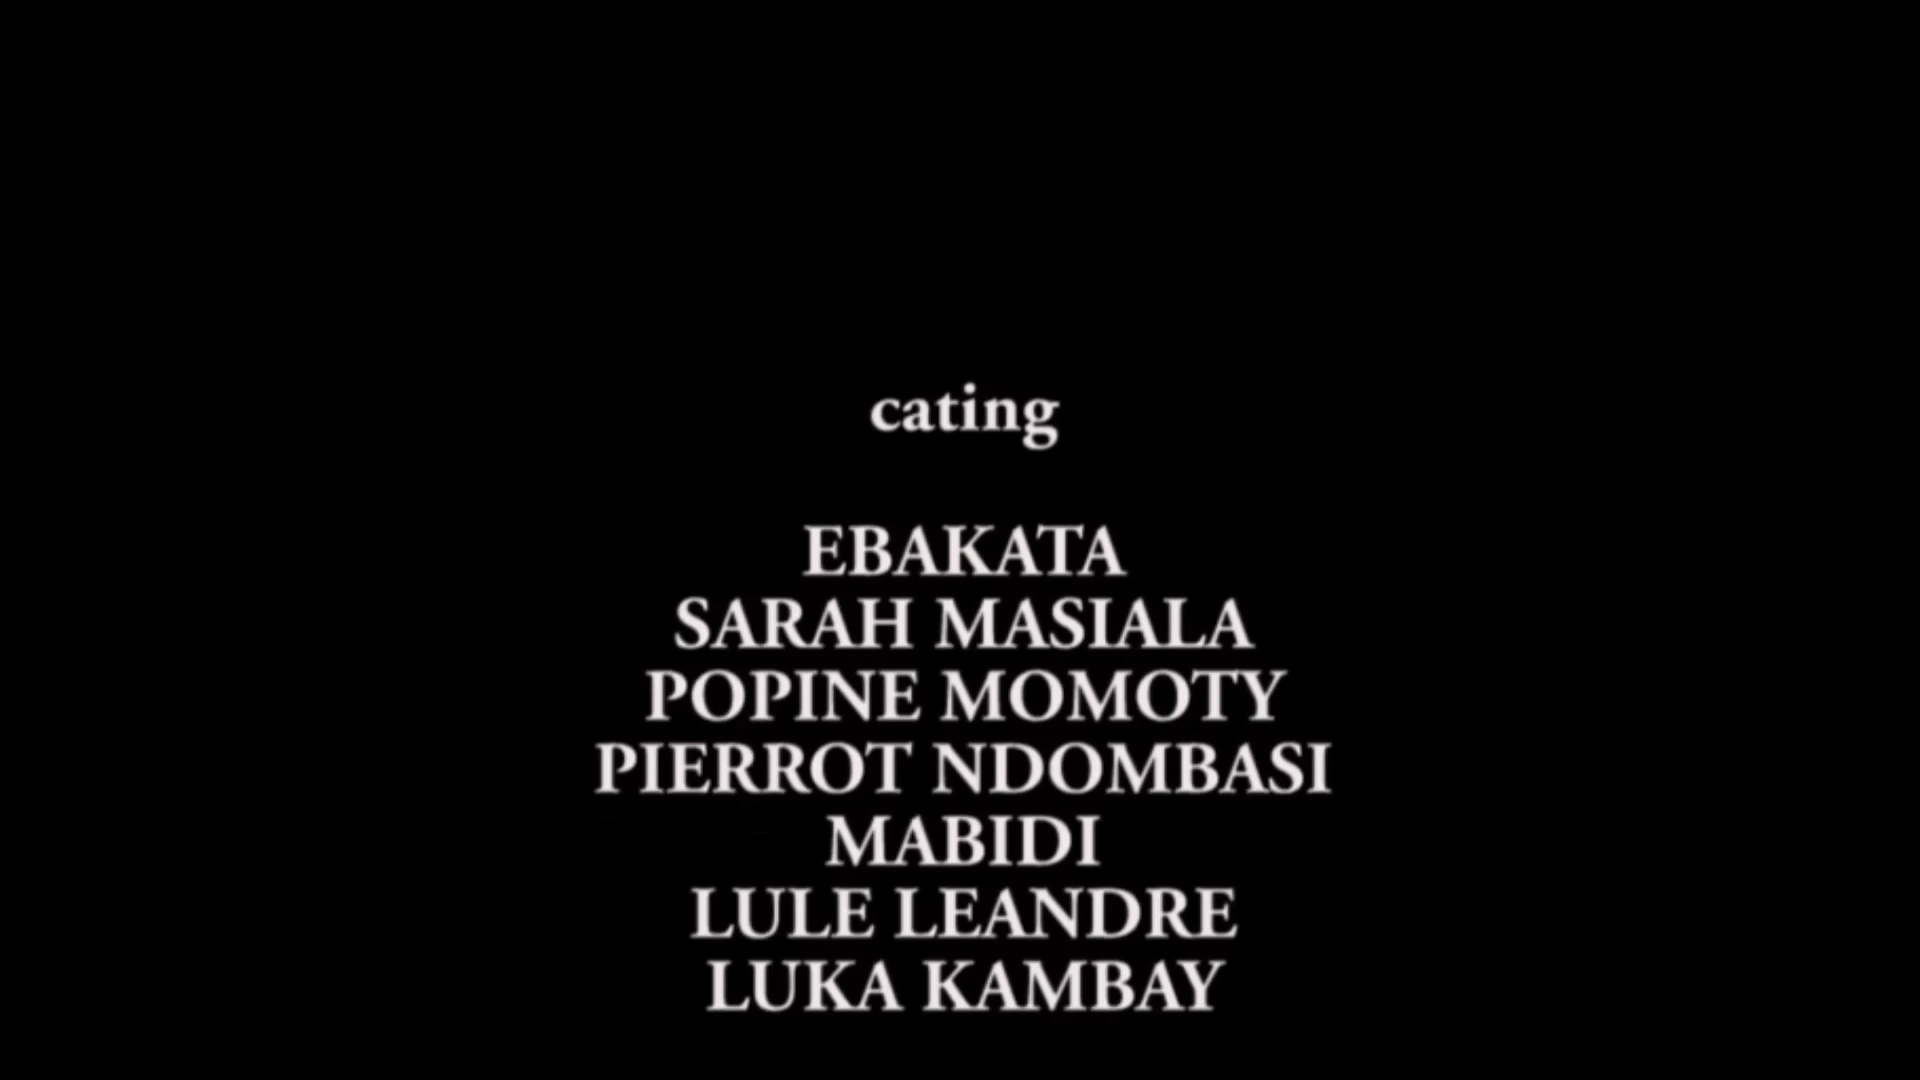 cating
EBAKATA
SARAH MASIALA
POPINE MOMOTY
PIERROT NDOMBASI
MABIDI
LULE LEANDRE
LUKA KAMBAY